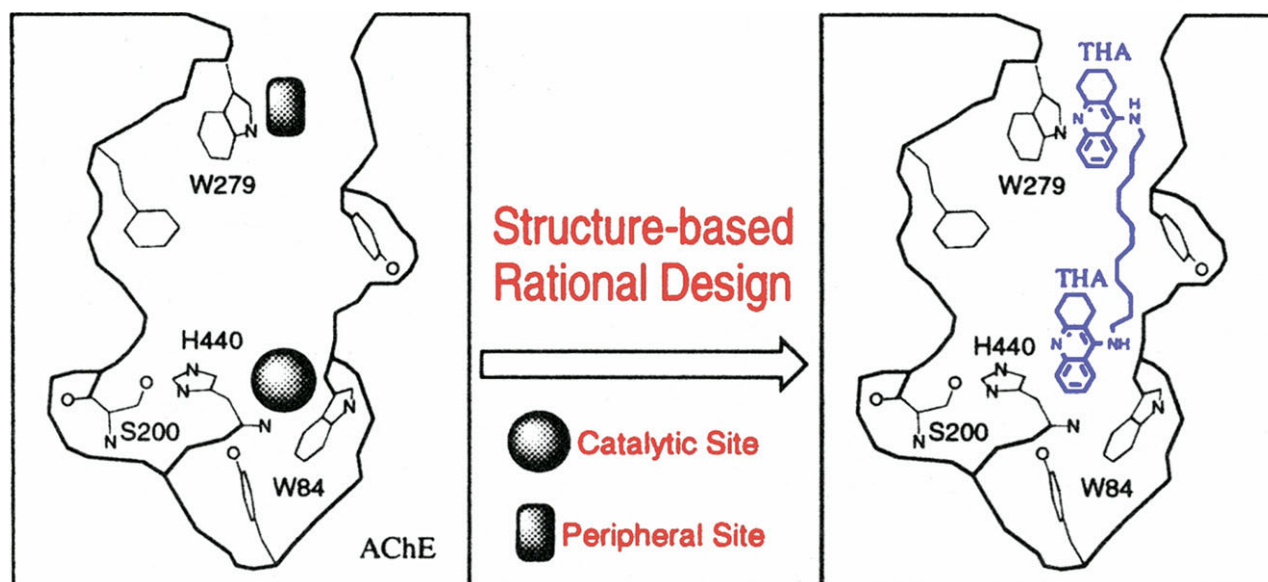 W279
H440
S200
W84
AChE
O
O
O
O
N
N
N
N
N
N
Structure-based
Rational Design
Catalytic Site
Peripheral Site
THA
H
N
N
W279
THA
N
NH
H440
S200
W84
O
O
O
O
N
N
N
N
N
N